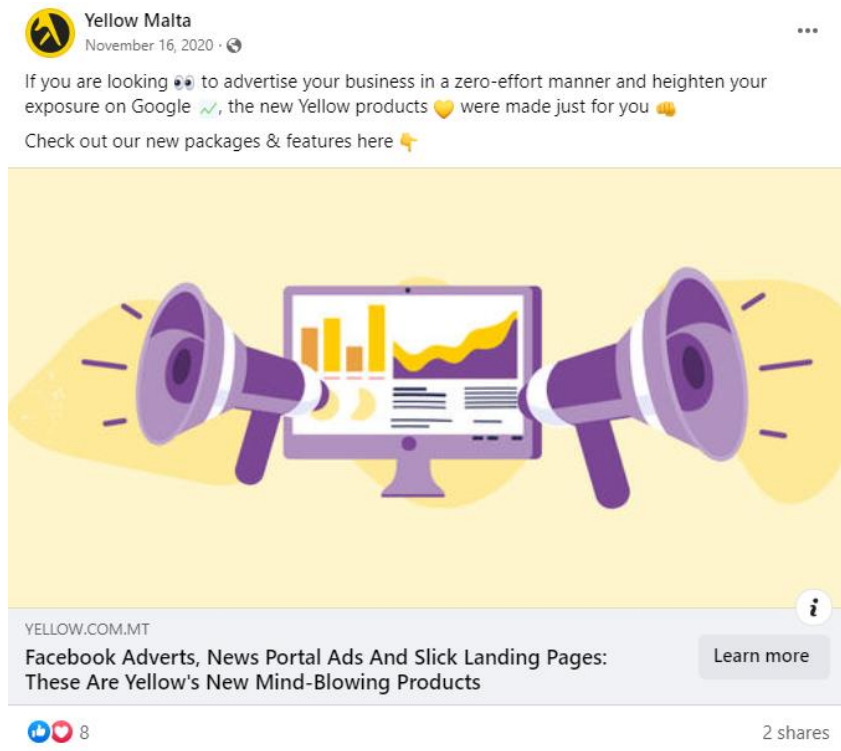 Yellow Malta
November 16, 2020 ·
If you are looking 👀 to advertise your business in a zero-effort manner and heighten your
exposure on Google 📈, the new Yellow products 💛 were made just for you 👊
Check out our new packages & features here 👇
YELLOW.COM.MT
Facebook Adverts, News Portal Ads And Slick Landing Pages:
These Are Yellow's New Mind-Blowing Products
Learn more
8
2 shares